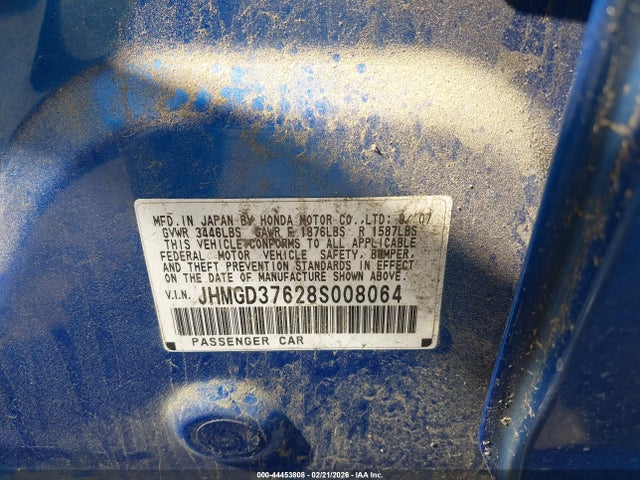 MFD.IN JAPAN BY HONDA MOTOR CO.,LTD: 8/'07
GVWR 3446LBS GAWR F 1876LBS R 1587LBS
THIS VEHICLE CONFORMS TO ALL APPLICABLE
FEDERAL MOTOR VEHICLE SAFETY, BUMPER,
AND THEFT PREVENTION STANDARDS IN EFFECT
ON THE DATE OF MANUFACTURE SHOWN ABOVE.
V.I.N. JHMGD37628S008064
PASSENGER CAR
000-44453808 - 02/21/2026 - IAA Inc.